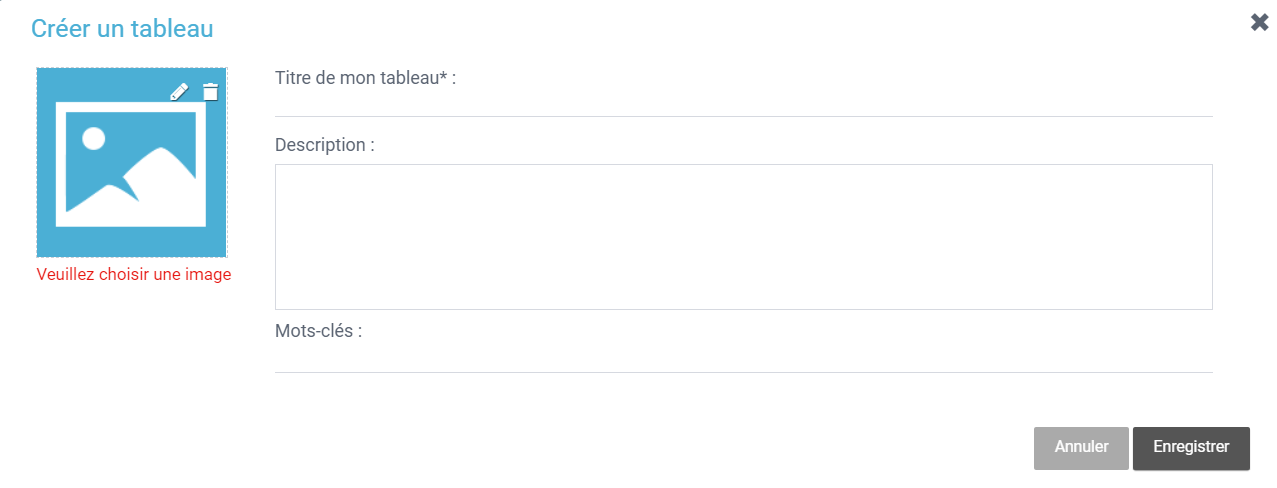 Créer un tableau
Titre de mon tableau* :
Description :
Veuillez choisir une image
Mots-clés :
Annuler
Enregistrer